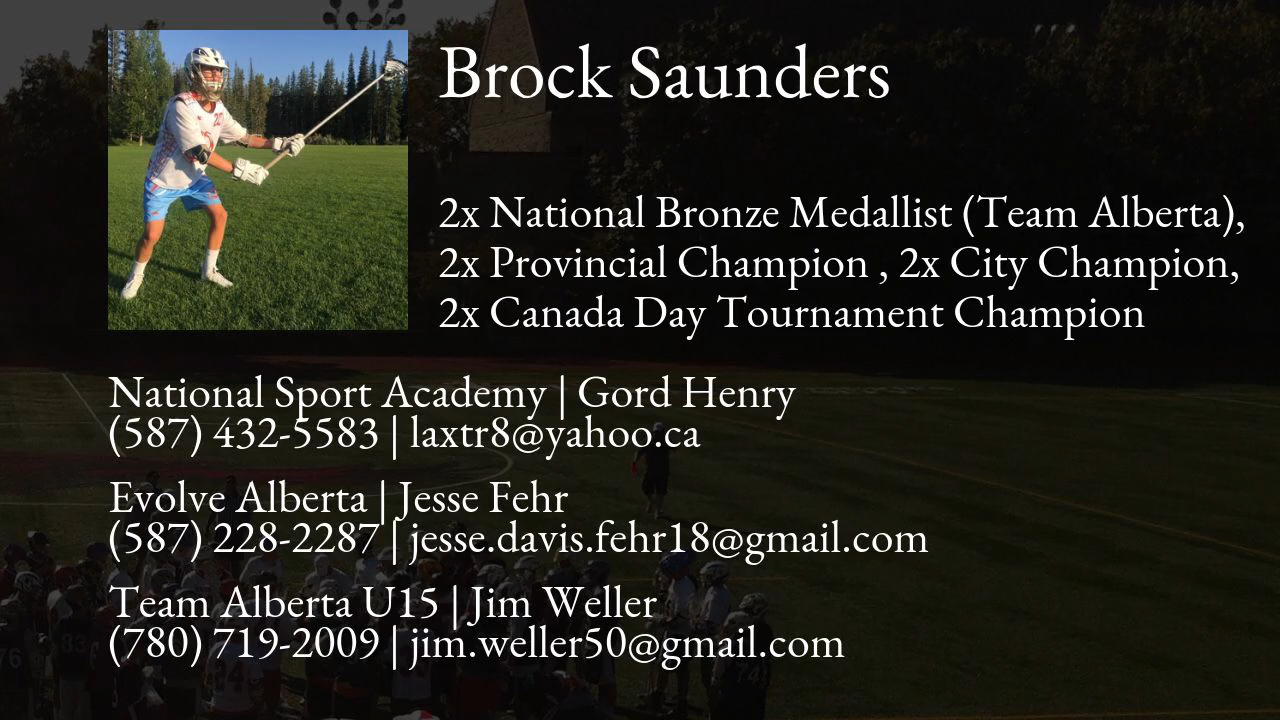 Brock Saunders
2x National Bronze Medallist (Team Alberta),
2x Provincial Champion , 2x City Champion,
2x Canada Day Tournament Champion
National Sport Academy | Gord Henry
(587) 432-5583 | laxtr8@yahoo.ca
Evolve Alberta | Jesse Fehr
(587) 228-2287 | jesse.davis.fehr18@gmail.com
Team Alberta U15 | Jim Weller
(780) 719-2009 | jim.weller50@gmail.com